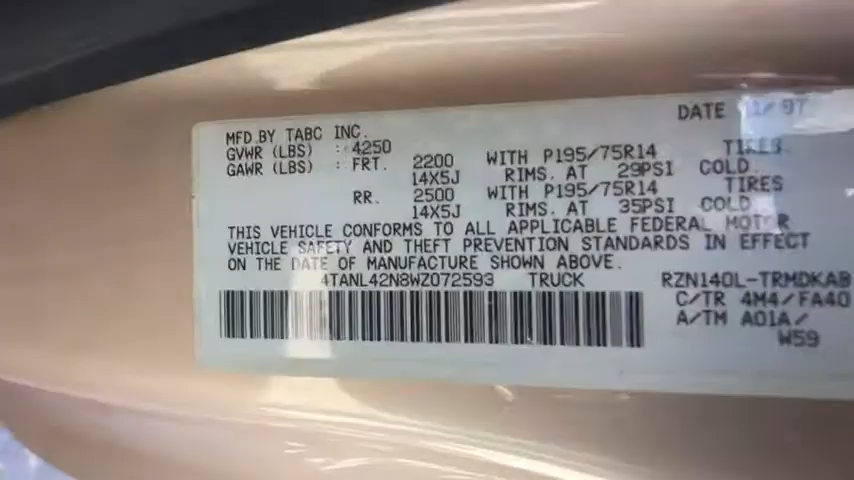 DATE 11/97
MFD.BY TABC INC.
GVWR (LBS) : 4250
GAWR (LBS) : FRT. 2200 WITH P195/75R14 TIRES.
14X5J RIMS. AT 29PSI COLD.
RR. 2500 WITH P195/75R14 TIRES
14X5J RIMS. AT 35PSI COLD
THIS VEHICLE CONFORMS TO ALL APPLICABLE FEDERAL MOTOR
VEHICLE SAFETY AND THEFT PREVENTION STANDARDS IN EFFECT
ON THE DATE OF MANUFACTURE SHOWN ABOVE.
4TANL42N8WZ072593 TRUCK RZN140L-TRMDKAB
C/TR 4M4/FA40
A/TM A01A/
W59